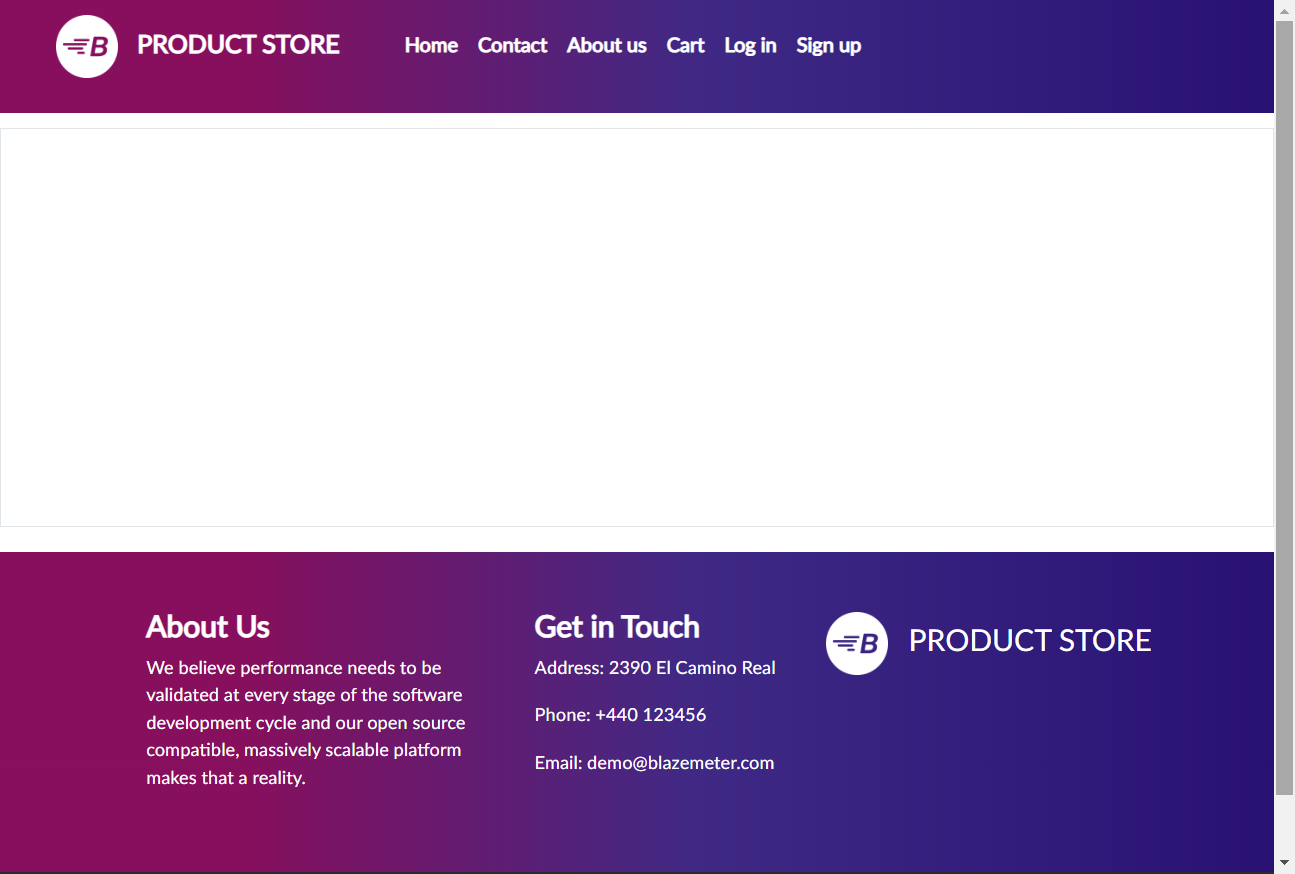 B PRODUCT STORE Home Contact About us Cart Log in Sign up
About Us
We believe performance needs to be
validated at every stage of the software
development cycle and our open source
compatible, massively scalable platform
makes that a reality.
Get in Touch
Address: 2390 El Camino Real
Phone: +440 123456
Email: demo@blazemeter.com
B PRODUCT STORE